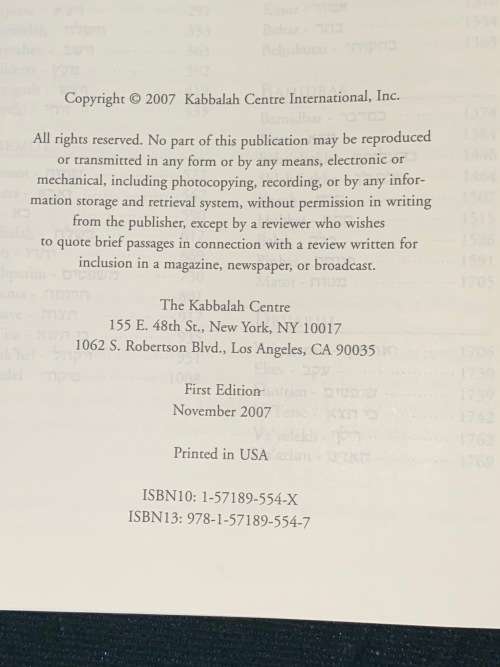 Copyright © 2007 Kabbalah Centre International, Inc.
All rights reserved. No part of this publication may be reproduced
or transmitted in any form or by any means, electronic or
mechanical, including photocopying, recording, or by any infor-
mation storage and retrieval system, without permission in writing
from the publisher, except by a reviewer who wishes
to quote brief passages in connection with a review written for
inclusion in a magazine, newspaper, or broadcast.
The Kabbalah Centre
155 E. 48th St., New York, NY 10017
1062 S. Robertson Blvd., Los Angeles, CA 90035
First Edition
November 2007
Printed in USA
ISBN10: 1-57189-554-X
ISBN13: 978-1-57189-554-7